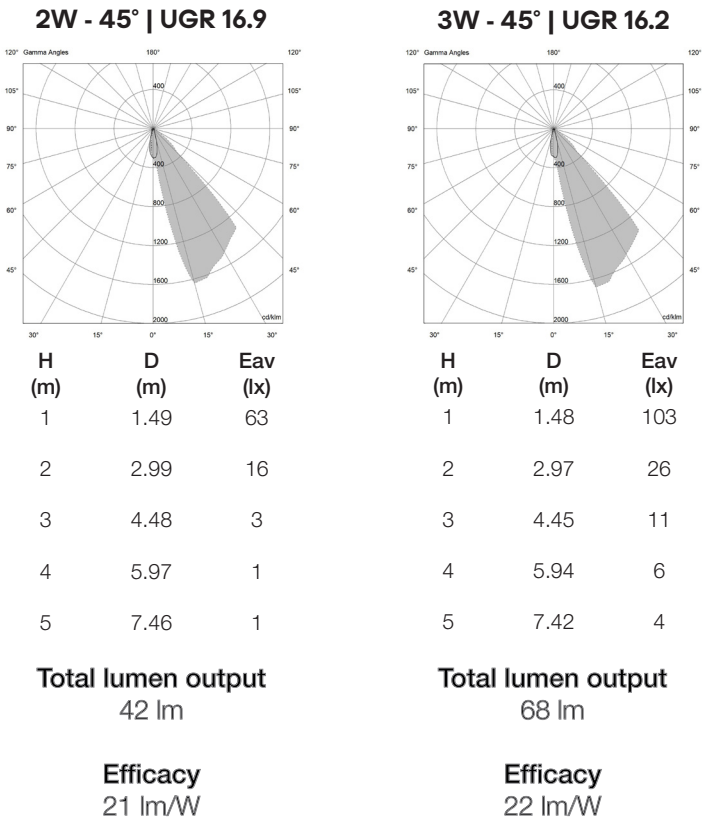 2W - 45° | UGR 16.9
120° Gamma Angles 180° 120°
105° 400 105°
90° 90°
75° 400 75°
60° 800 60°
1200
45° 1600 45°
2000 cd/klm
30° 15° 0° 15° 30°
H D Eav
(m) (m) (lx)
1 1.49 63
2 2.99 16
3 4.48 3
4 5.97 1
5 7.46 1
Total lumen output
42 lm
Efficacy
21 lm/W
3W - 45° | UGR 16.2
120° Gamma Angles 180° 120°
105° 400 105°
90° 90°
75° 400 75°
60° 800 60°
1200
45° 1600 45°
2000 cd/klm
30° 15° 0° 15° 30°
H D Eav
(m) (m) (lx)
1 1.48 103
2 2.97 26
3 4.45 11
4 5.94 6
5 7.42 4
Total lumen output
68 lm
Efficacy
22 lm/W